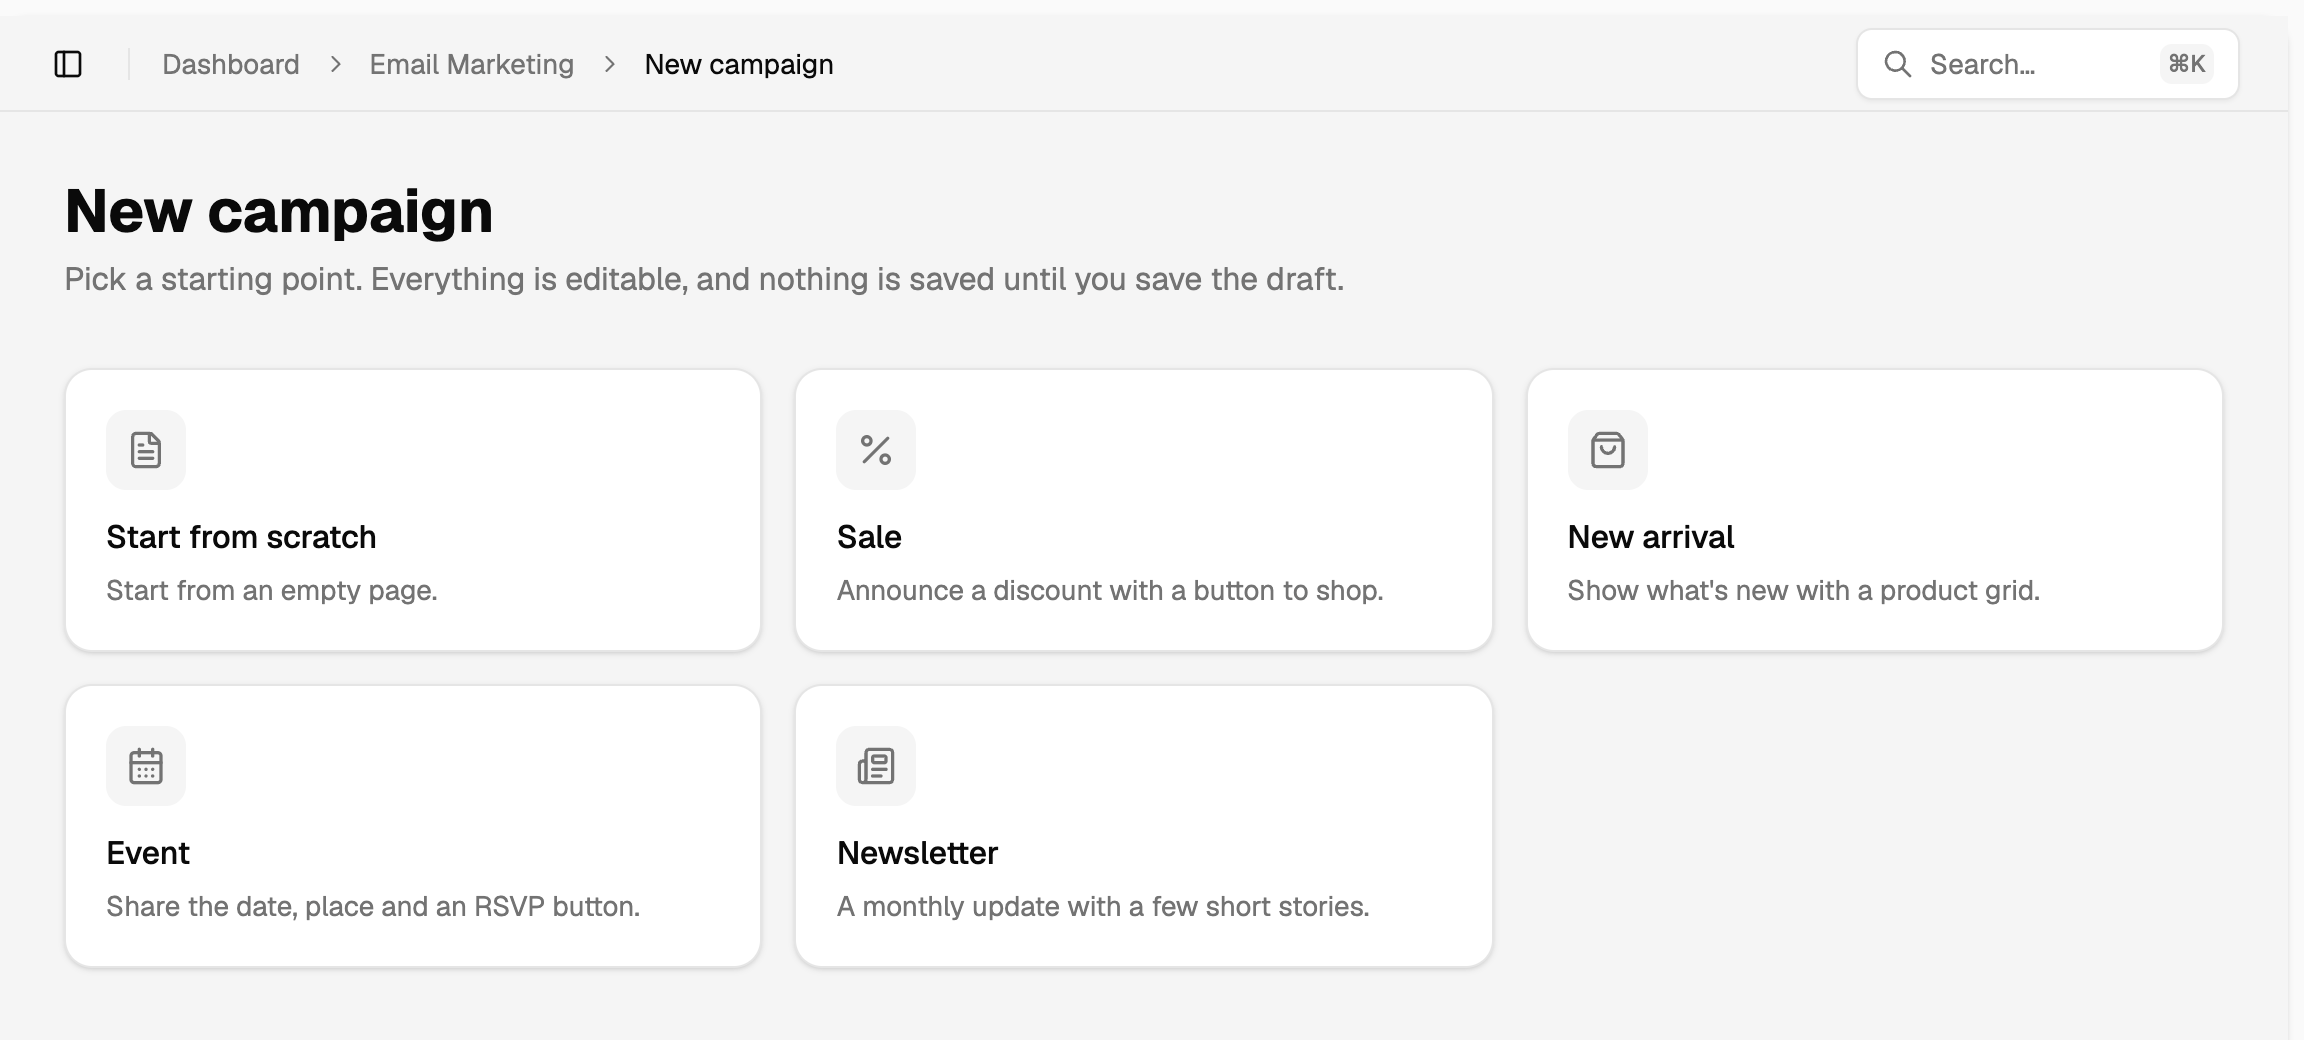 Dashboard > Email Marketing > New campaign
Search...
⌘K
New campaign
Pick a starting point. Everything is editable, and nothing is saved until you save the draft.
Start from scratch
Start from an empty page.
Sale
Announce a discount with a button to shop.
New arrival
Show what's new with a product grid.
Event
Share the date, place and an RSVP button.
Newsletter
A monthly update with a few short stories.